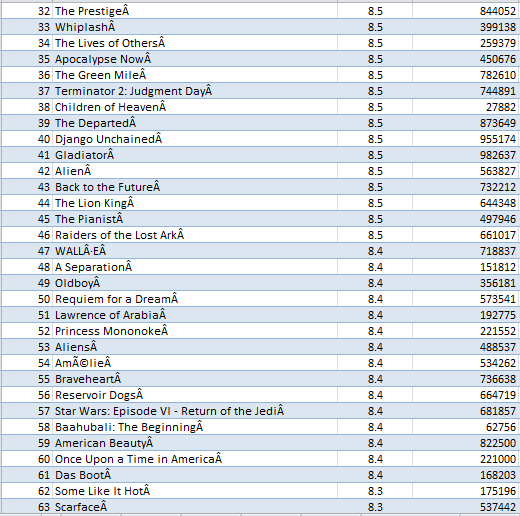 32 The PrestigeÂ 8.5 844052
33 WhiplashÂ 8.5 399138
34 The Lives of OthersÂ 8.5 259379
35 Apocalypse NowÂ 8.5 450676
36 The Green MileÂ 8.5 782610
37 Terminator 2: Judgment DayÂ 8.5 744891
38 Children of HeavenÂ 8.5 27882
39 The DepartedÂ 8.5 873649
40 Django UnchainedÂ 8.5 955174
41 GladiatorÂ 8.5 982637
42 AlienÂ 8.5 563827
43 Back to the FutureÂ 8.5 732212
44 The Lion KingÂ 8.5 644348
45 The PianistÂ 8.5 497946
46 Raiders of the Lost ArkÂ 8.5 661017
47 WALLÂ·EÂ 8.4 718837
48 A SeparationÂ 8.4 151812
49 OldboyÂ 8.4 356181
50 Requiem for a DreamÂ 8.4 573541
51 Lawrence of ArabiaÂ 8.4 192775
52 Princess MononokeÂ 8.4 221552
53 AliensÂ 8.4 488537
54 AmÃ©lieÂ 8.4 534262
55 BraveheartÂ 8.4 736638
56 Reservoir DogsÂ 8.4 664719
57 Star Wars: Episode VI - Return of the JediÂ 8.4 681857
58 Baahubali: The BeginningÂ 8.4 62756
59 American BeautyÂ 8.4 822500
60 Once Upon a Time in AmericaÂ 8.4 221000
61 Das BootÂ 8.4 168203
62 Some Like It HotÂ 8.3 175196
63 ScarfaceÂ 8.3 537442